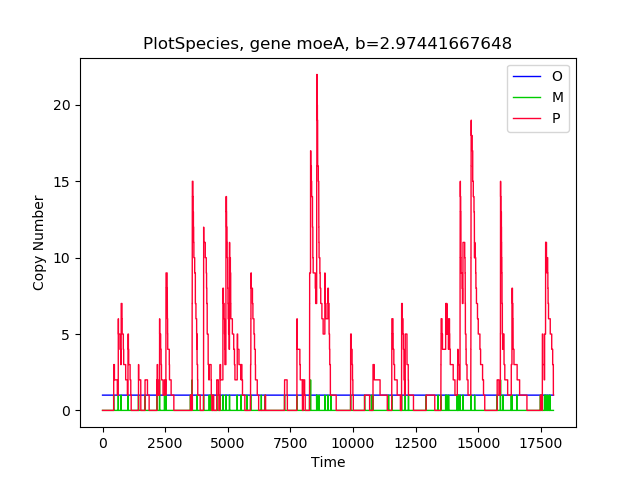 PlotSpecies, gene moeA, b=2.97441667648
O
M
P
20
15
10
5
0
Copy Number
0 2500 5000 7500 10000 12500 15000 17500
Time